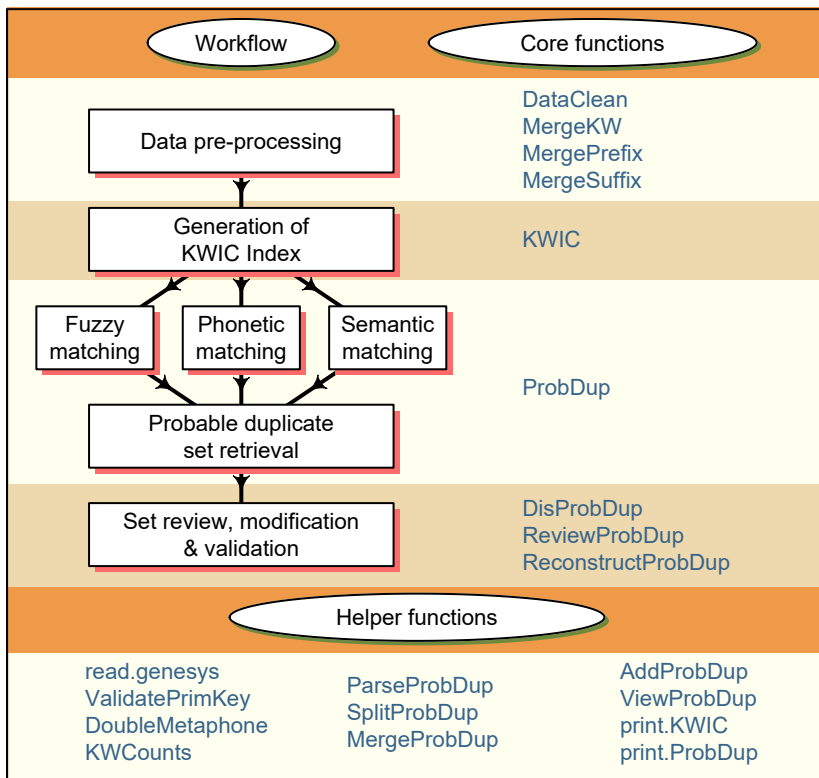 Workflow
Core functions
Data pre-processing
DataClean
MergeKW
MergePrefix
MergeSuffix
Generation of
KWIC Index
KWIC
Fuzzy
matching
Phonetic
matching
Semantic
matching
ProbDup
Probable duplicate
set retrieval
Set review, modification
& validation
DisProbDup
ReviewProbDup
ReconstructProbDup
Helper functions
read.genesys
ValidatePrimKey
DoubleMetaphone
KWCounts
ParseProbDup
SplitProbDup
MergeProbDup
AddProbDup
ViewProbDup
print.KWIC
print.ProbDup